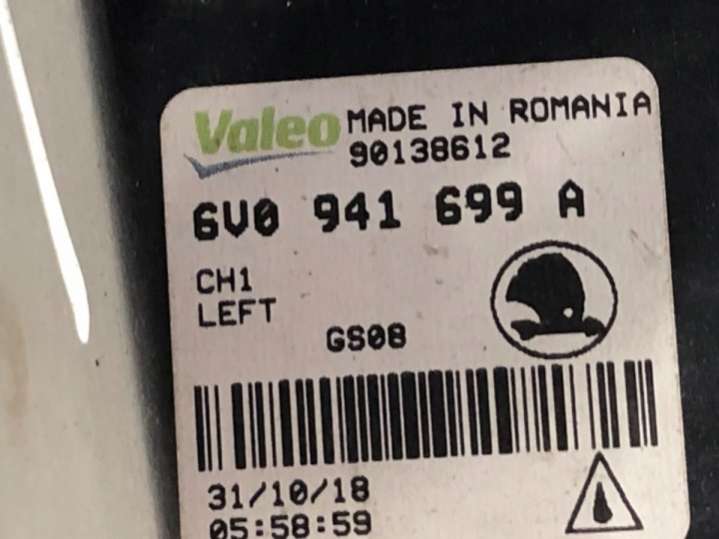 Valeo MADE IN ROMANIA
90138612
6V0 941 699 A
CH1
LEFT
GS08
31/10/18
05:58:59